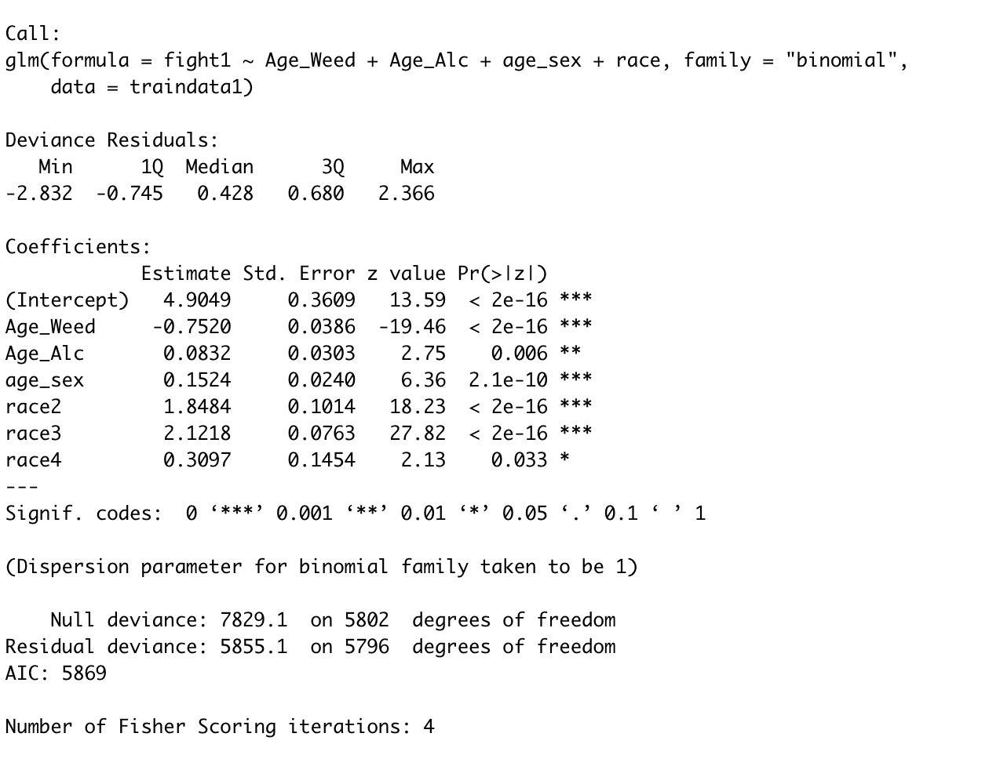 Call:
glm(formula = fight1 ~ Age_Weed + Age_Alc + age_sex + race, family = "binomial",
    data = traindata1)

Deviance Residuals:
   Min      1Q  Median      3Q     Max
-2.832  -0.745   0.428   0.680   2.366

Coefficients:
            Estimate Std. Error z value Pr(>|z|)
(Intercept)   4.9049     0.3609   13.59  < 2e-16 ***
Age_Weed     -0.7520     0.0386  -19.46  < 2e-16 ***
Age_Alc       0.0832     0.0303    2.75    0.006 **
age_sex       0.1524     0.0240    6.36  2.1e-10 ***
race2         1.8484     0.1014   18.23  < 2e-16 ***
race3         2.1218     0.0763   27.82  < 2e-16 ***
race4         0.3097     0.1454    2.13    0.033 *
---
Signif. codes:  0 ‘***’ 0.001 ‘**’ 0.01 ‘*’ 0.05 ‘.’ 0.1 ‘ ’ 1

(Dispersion parameter for binomial family taken to be 1)

    Null deviance: 7829.1  on 5802  degrees of freedom
Residual deviance: 5855.1  on 5796  degrees of freedom
AIC: 5869

Number of Fisher Scoring iterations: 4